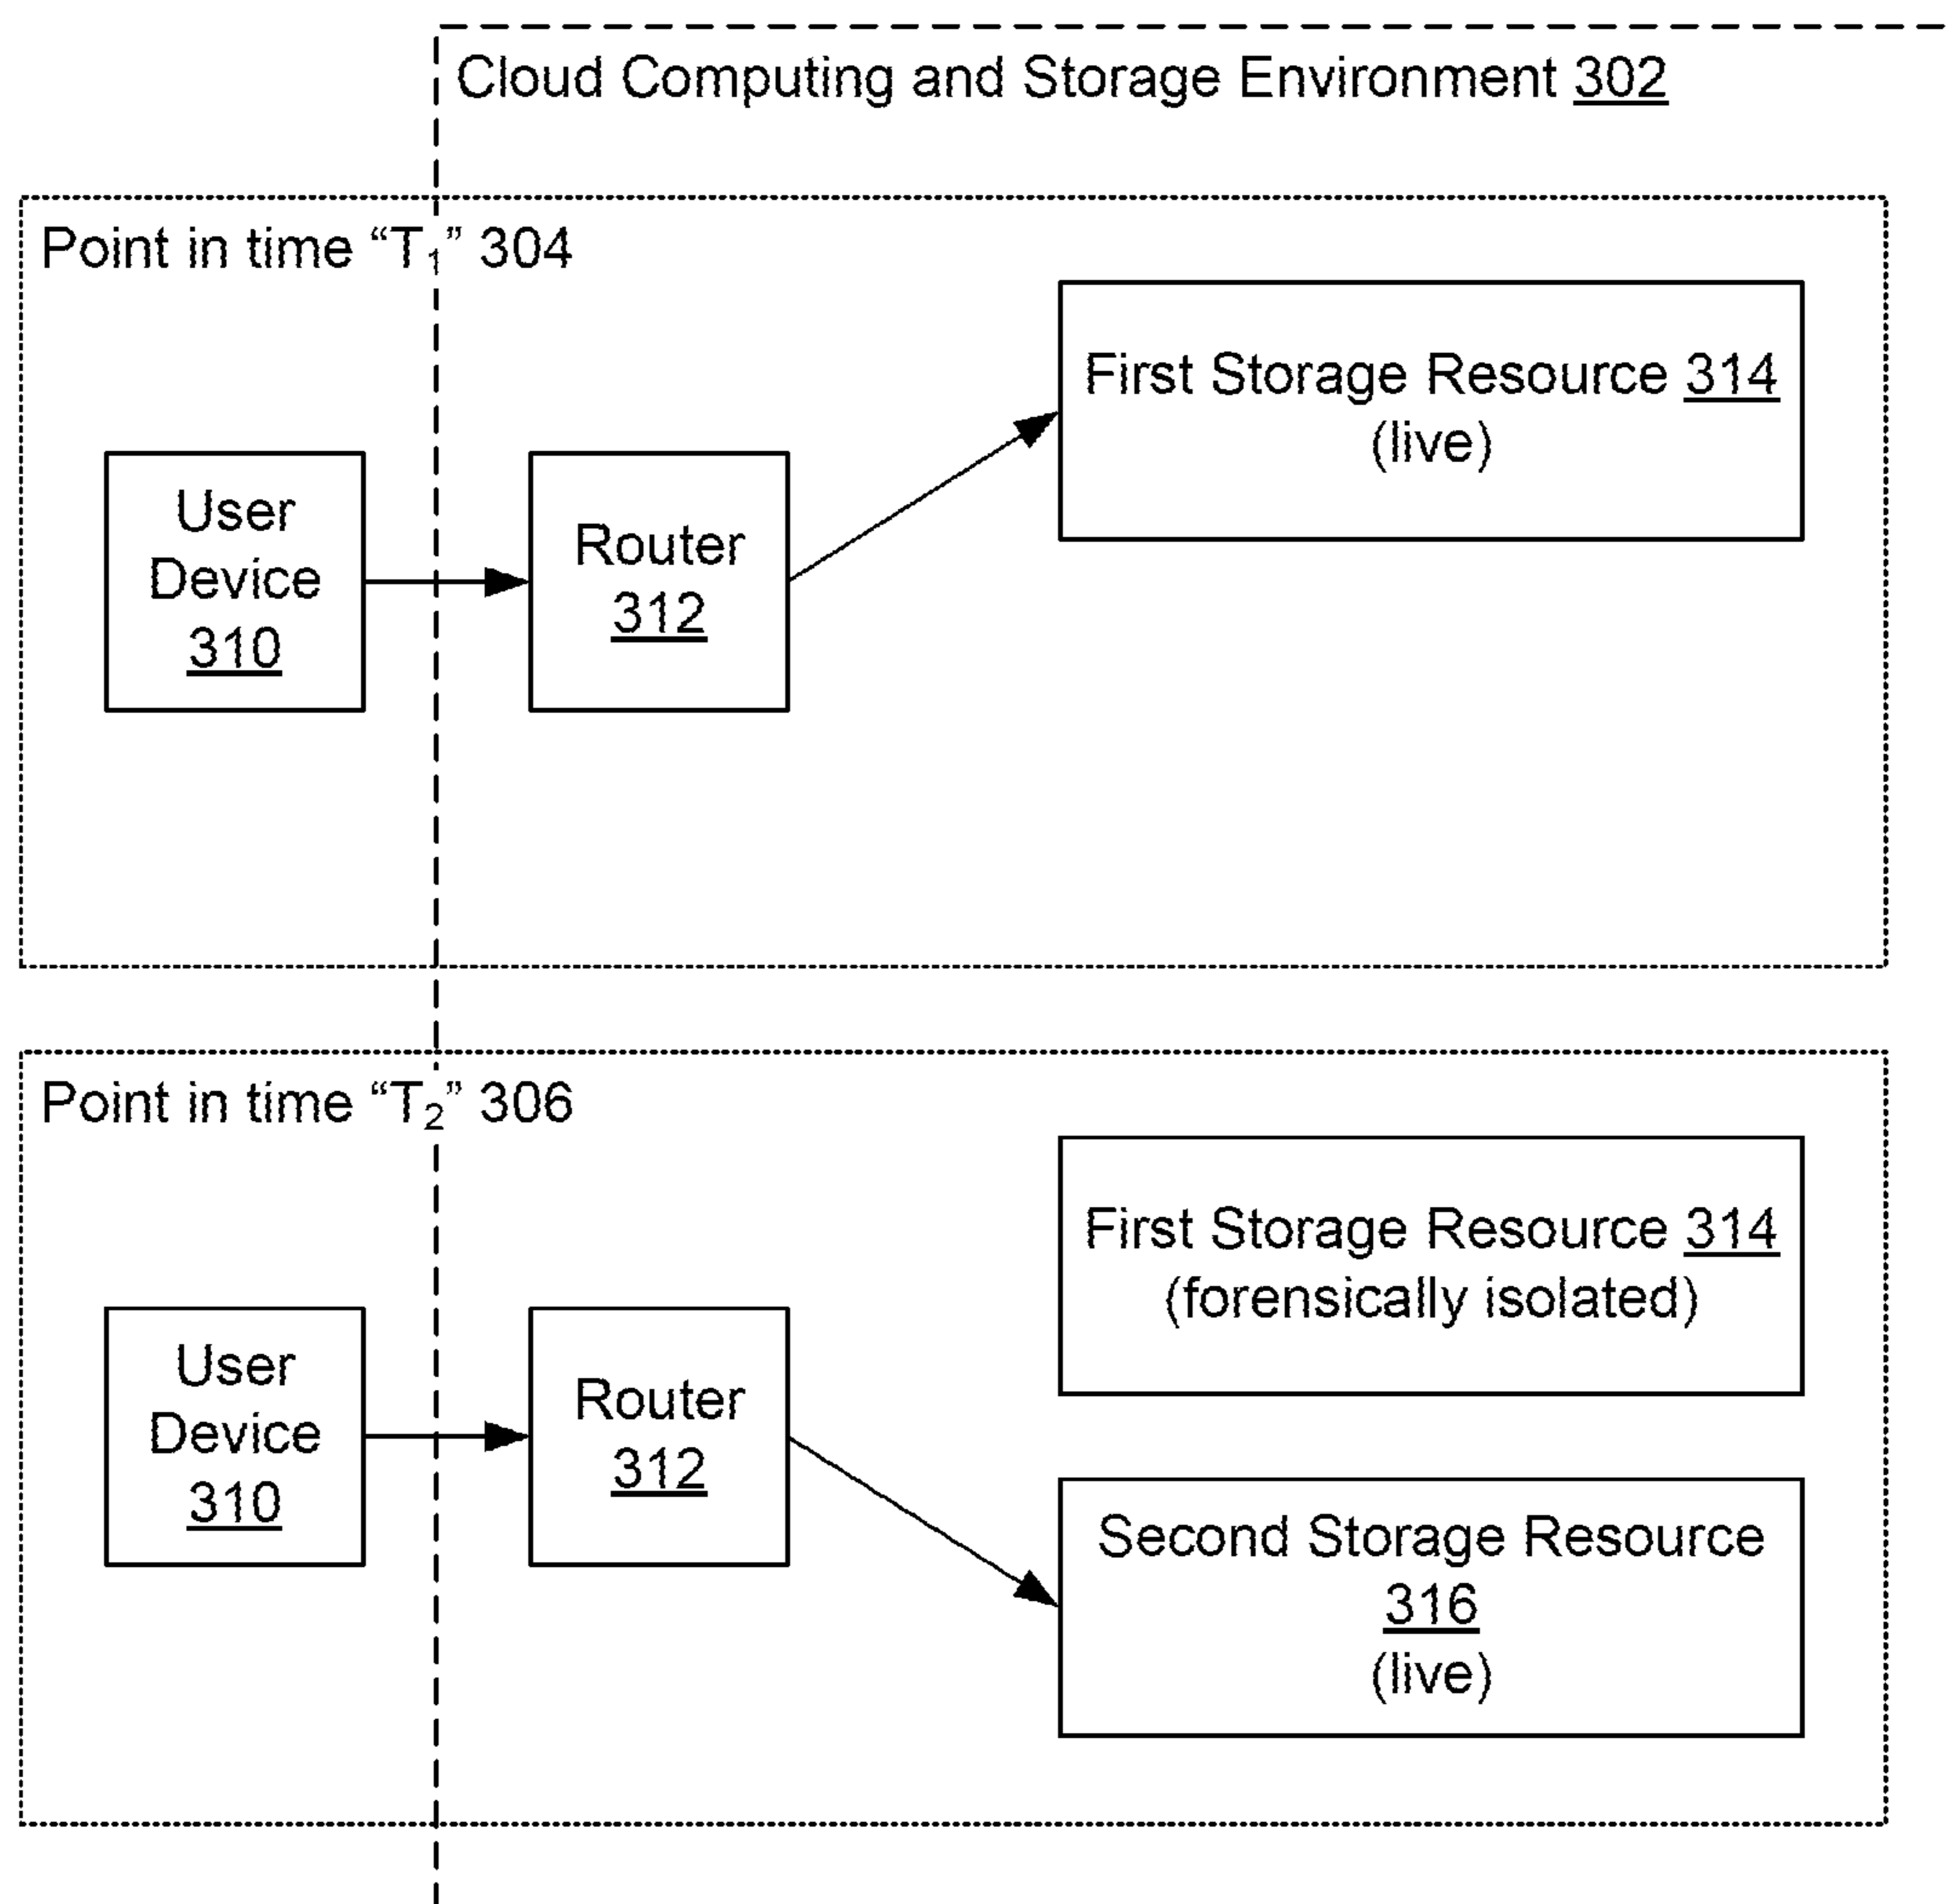 Cloud Computing and Storage Environment 302
Point in time “T₁” 304
First Storage Resource 314
(live)
User
Device
310
Router
312
Point in time “T₂” 306
First Storage Resource 314
(forensically isolated)
User
Device
310
Router
312
Second Storage Resource
316
(live)